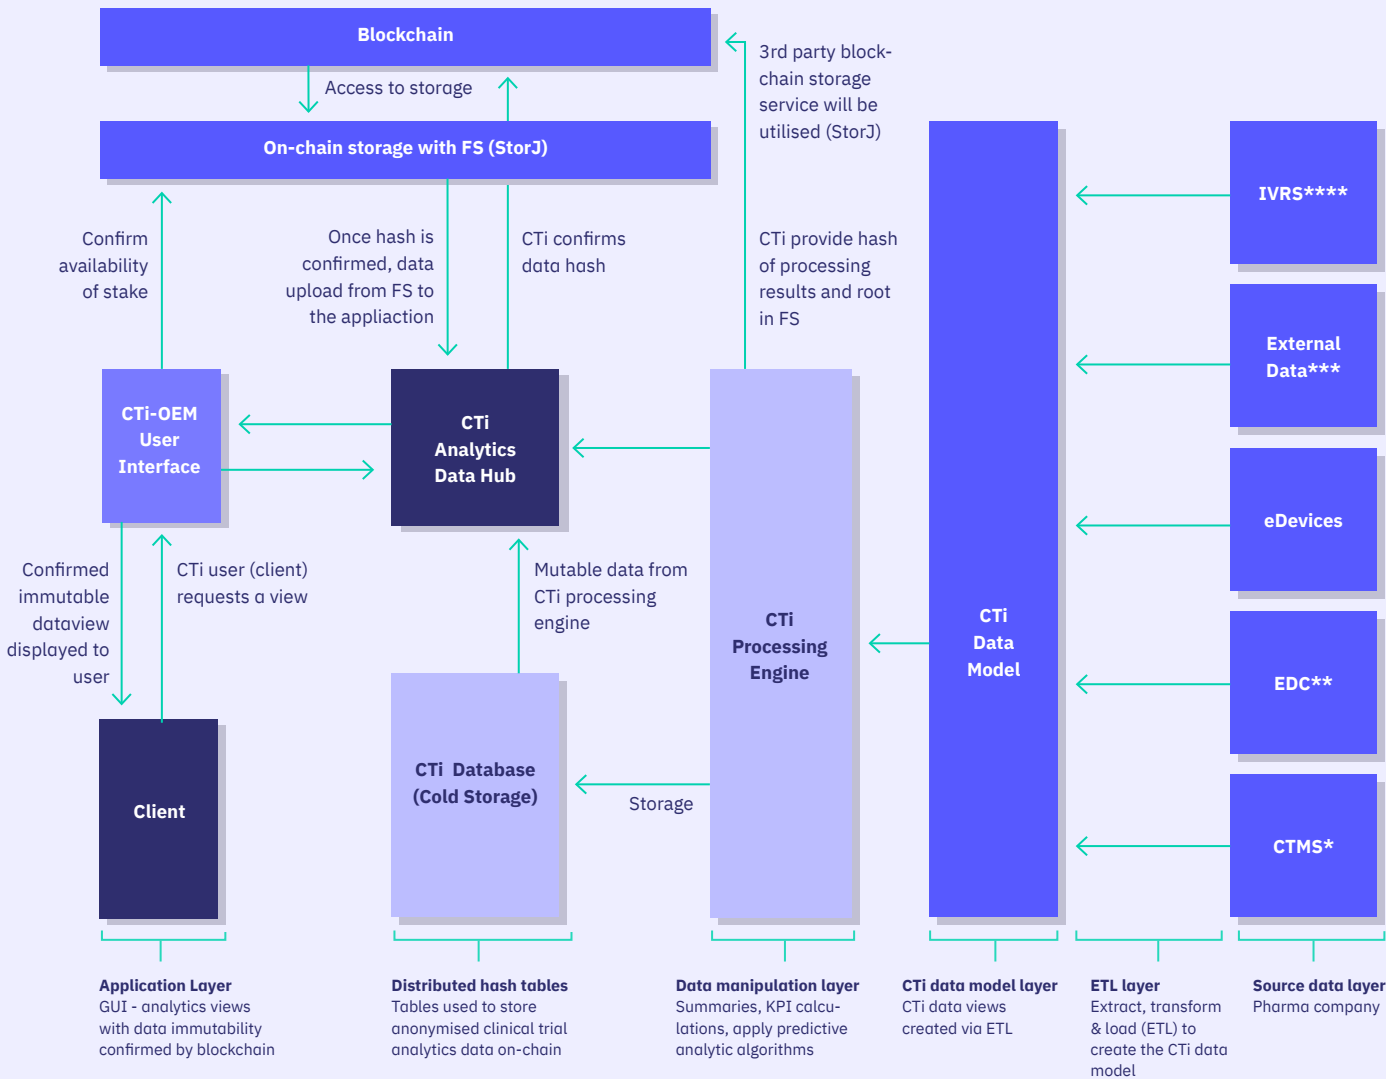 Blockchain
Access to storage
3rd party block-
chain storage
service will be
utilised (StorJ)
On-chain storage with FS (StorJ)
Confirm
availability
of stake
Once hash is
confirmed, data
upload from FS to
the appliaction
CTi confirms
data hash
CTi provide hash
of processing
results and root
in FS
IVRS****
External
Data***
eDevices
EDC**
CTMS*
CTi-OEM
User
Interface
CTi
Analytics
Data Hub
Confirmed
immutable
dataview
displayed to
user
CTi user (client)
requests a view
Mutable data from
CTi processing
engine
CTi
Processing
Engine
CTi
Data
Model
Client
CTi  Database
(Cold Storage)
Storage
Application Layer
GUI - analytics views
with data immutability
confirmed by blockchain
Distributed hash tables
Tables used to store
anonymised clinical trial
analytics data on-chain
Data manipulation layer
Summaries, KPI calcu-
lations, apply predictive
analytic algorithms
CTi data model layer
CTi data views
created via ETL
ETL layer
Extract, transform
& load (ETL) to
create the CTi data
model
Source data layer
Pharma company